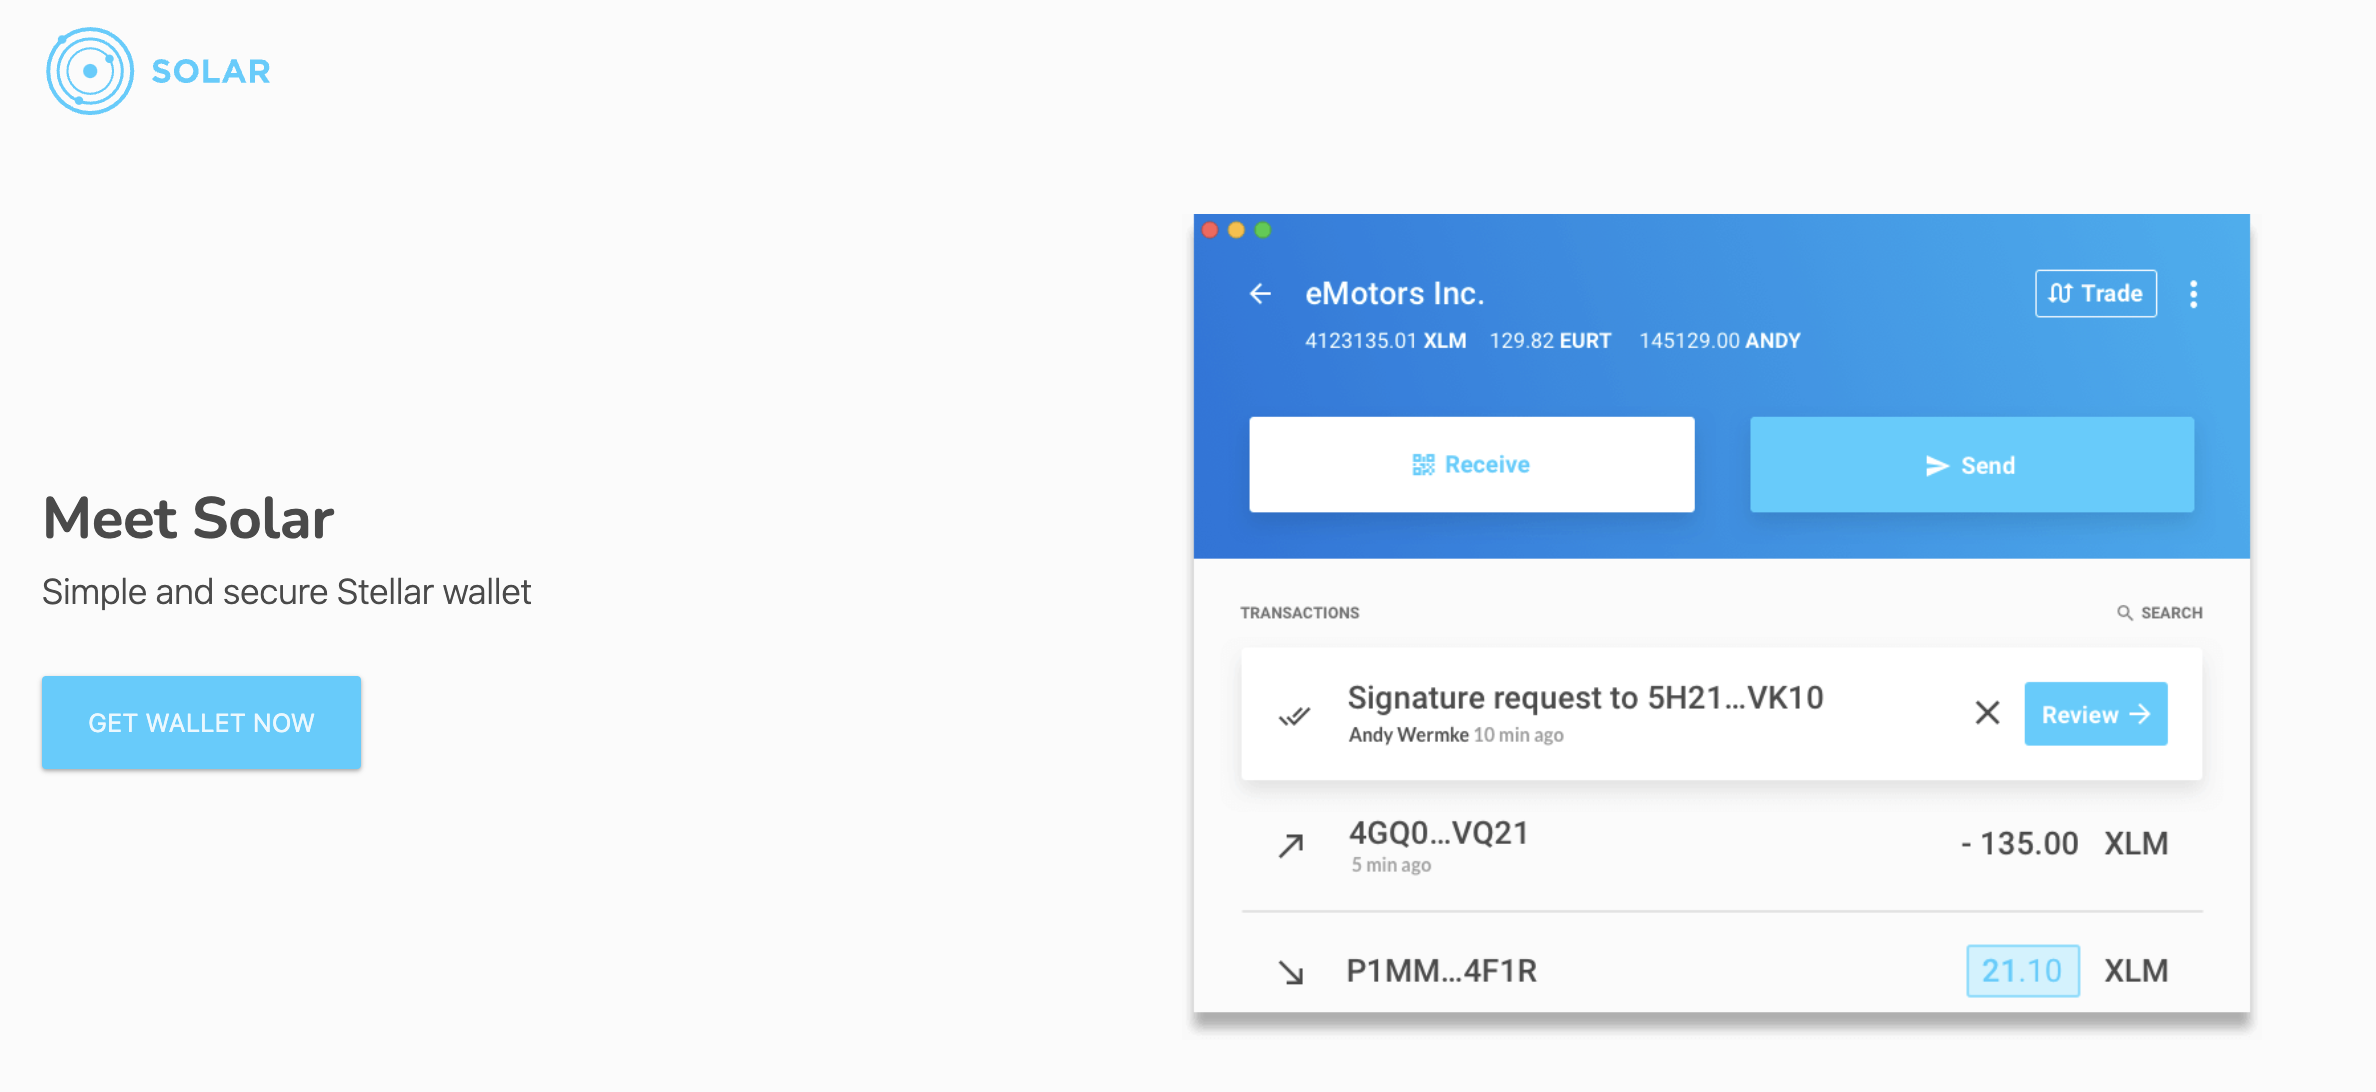 SOLAR
Meet Solar
Simple and secure Stellar wallet
GET WALLET NOW
eMotors Inc.
Trade
4123135.01 XLM 129.82 EURT 145129.00 ANDY
Receive
Send
TRANSACTIONS
SEARCH
Signature request to 5H21...VK10
Andy Wermke 10 min ago
Review
4GQ0...VQ21
5 min ago
- 135.00 XLM
P1MM...4F1R
21.10 XLM